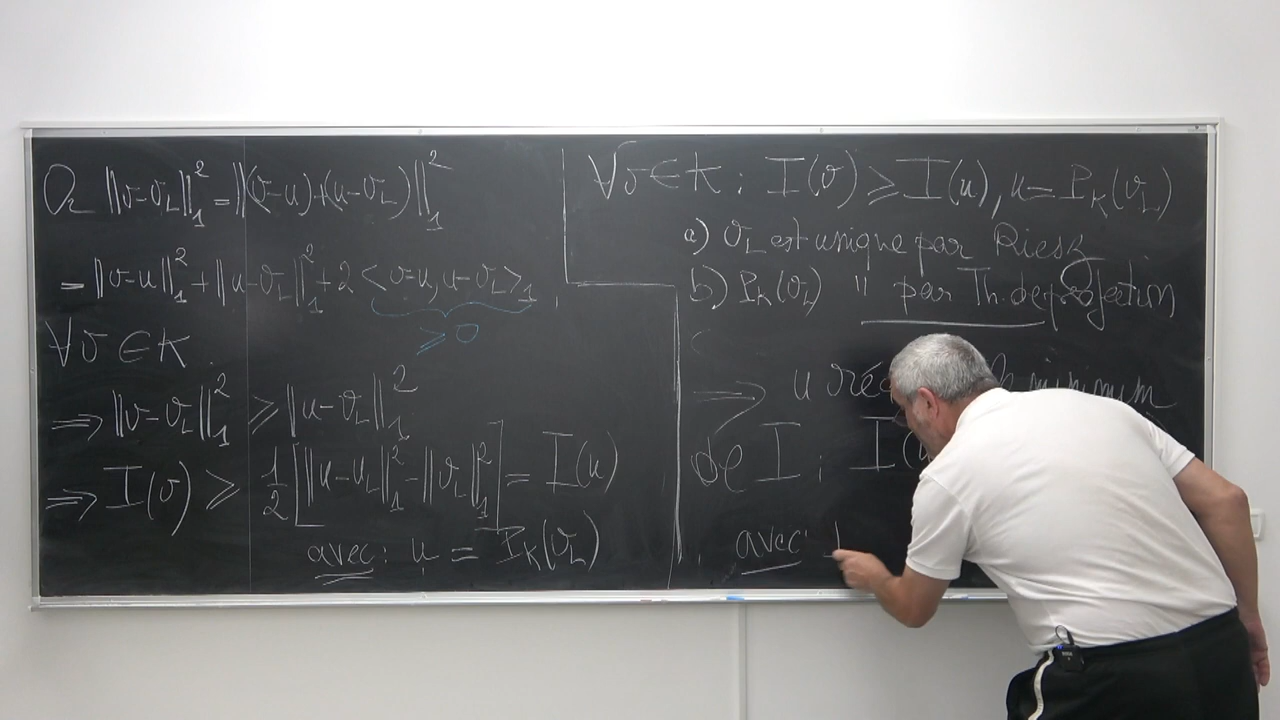 Or ‖v-v_L‖₁² = ‖(v-u)+(u-v_L)‖₁²
= ‖v-u‖₁² + ‖u-v_L‖₁² + 2 <v-u, u-v_L>₁
≥ 0
∀v ∈ K
⇒ ‖v-v_L‖₁² ≥ ‖u-v_L‖₁²
⇒ I(v) ≥ 1/2 [‖u-v_L‖₁² - ‖v_L‖₁²] = I(u)
avec: u = P_K(v_L)
∀v ∈ K : I(v) ≥ I(u), u = P_K(v_L)
a) v_L est unique par Riesz
b) P_K(v_L) " par Th. de projection
⇒ u minimum
de I : I(u
avec: